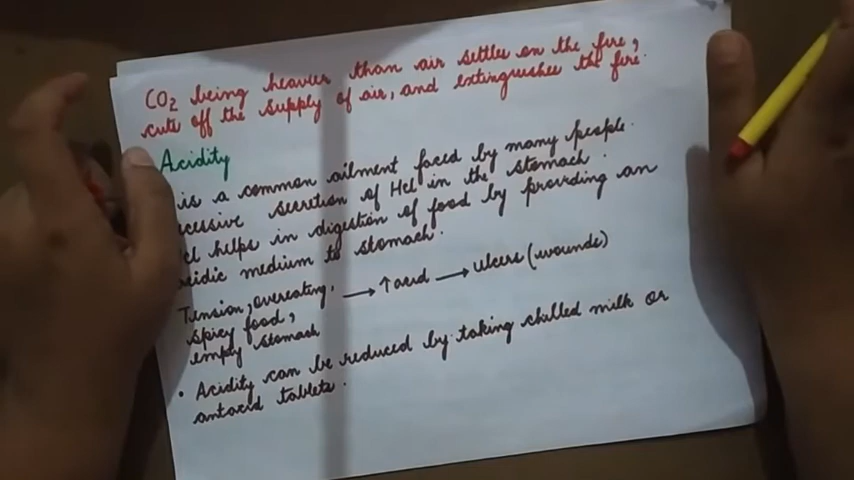 CO2 being heavier than air settles on the fire,
cuts off the supply of air, and extinguishes the fire.
Acidity
is a common ailment faced by many people.
cessive secretion of Hcl in the stomach.
cl helps in digestion of food by providing an
idic medium to stomach.
Tension, overeating,
spicy food,
empty stomach
→ ↑ acid → ulcers (wounds)
• Acidity can be reduced by taking chilled milk or
antacid tablets.